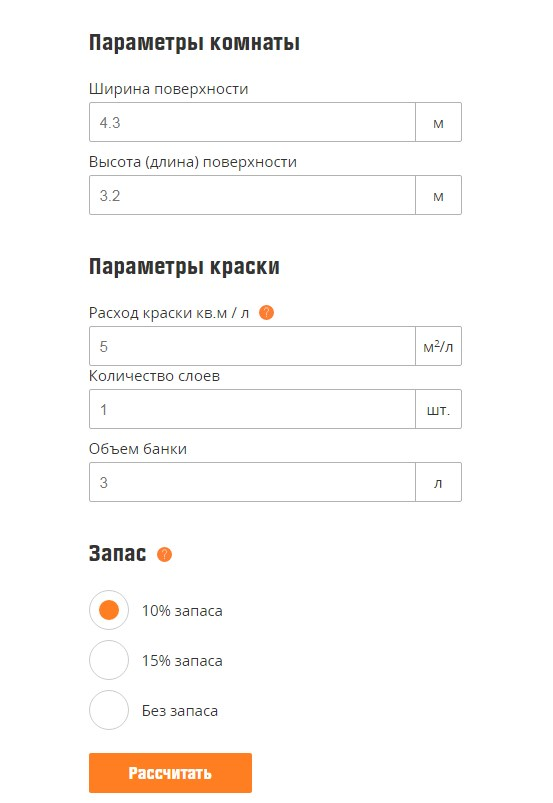 Параметры комнаты
Ширина поверхности
4.3 м
Высота (длина) поверхности
3.2 м
Параметры краски
Расход краски кв.м / л ?
5 м²/л
Количество слоев
1 шт.
Объем банки
3 л
Запас ?
10% запаса
15% запаса
Без запаса
Рассчитать